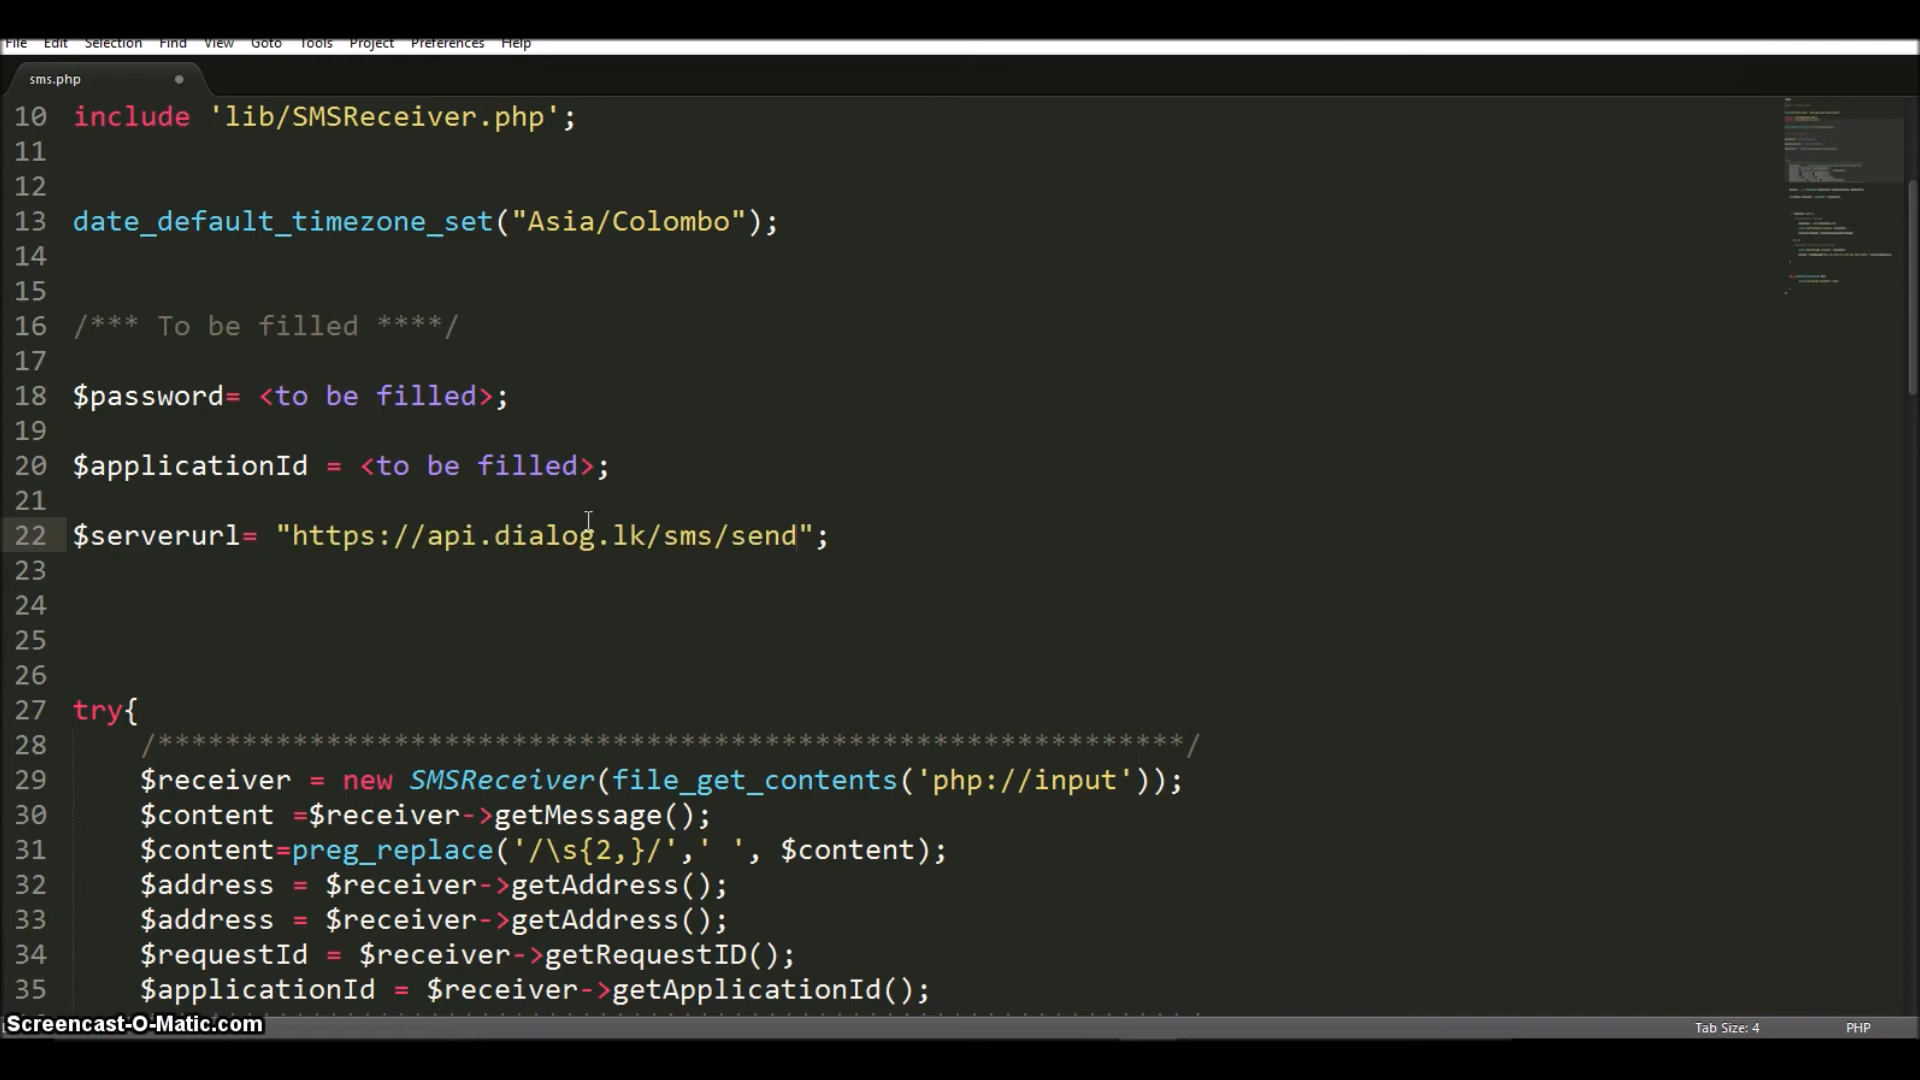 File Edit Selection Find View Goto Tools Project Preferences Help
sms.php
10 include 'lib/SMSReceiver.php';
11
12
13 date_default_timezone_set("Asia/Colombo");
14
15
16 /*** To be filled ****/
17
18 $password= <to be filled>;
19
20 $applicationId = <to be filled>;
21
22 $serverurl= "https://api.dialog.lk/sms/send";
23
24
25
26
27 try{
28 /*************************************************************/
29 $receiver = new SMSReceiver(file_get_contents('php://input'));
30 $content =$receiver->getMessage();
31 $content=preg_replace('/\s{2,}/',' ', $content);
32 $address = $receiver->getAddress();
33 $address = $receiver->getAddress();
34 $requestId = $receiver->getRequestID();
35 $applicationId = $receiver->getApplicationId();
Screencast-O-Matic.com
Tab Size: 4 PHP